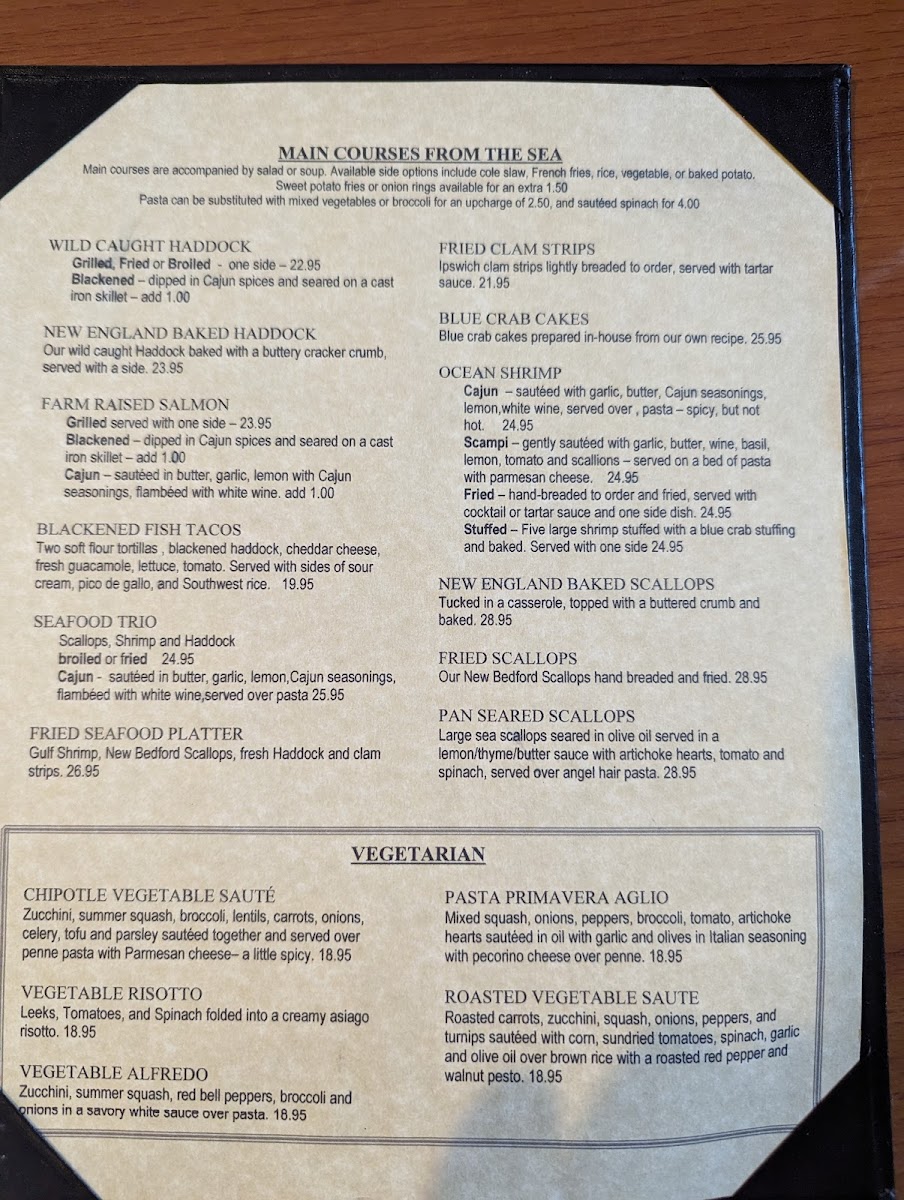 MAIN COURSES FROM THE SEA
Main courses are accompanied by salad or soup. Available side options include cole slaw, French fries, rice, vegetable, or baked potato.
Sweet potato fries or onion rings available for an extra 1.50
Pasta can be substituted with mixed vegetables or broccoli for an upcharge of 2.50, and sautéed spinach for 4.00
WILD CAUGHT HADDOCK
Grilled, Fried or Broiled - one side – 22.95
Blackened – dipped in Cajun spices and seared on a cast
iron skillet – add 1.00
NEW ENGLAND BAKED HADDOCK
Our wild caught Haddock baked with a buttery cracker crumb,
served with a side. 23.95
FARM RAISED SALMON
Grilled served with one side – 23.95
Blackened – dipped in Cajun spices and seared on a cast
iron skillet – add 1.00
Cajun – sautéed in butter, garlic, lemon with Cajun
seasonings, flambéed with white wine. add 1.00
BLACKENED FISH TACOS
Two soft flour tortillas , blackened haddock, cheddar cheese,
fresh guacamole, lettuce, tomato. Served with sides of sour
cream, pico de gallo, and Southwest rice. 19.95
SEAFOOD TRIO
Scallops, Shrimp and Haddock
broiled or fried 24.95
Cajun - sautéed in butter, garlic, lemon,Cajun seasonings,
flambéed with white wine,served over pasta 25.95
FRIED SEAFOOD PLATTER
Gulf Shrimp, New Bedford Scallops, fresh Haddock and clam
strips. 26.95
FRIED CLAM STRIPS
Ipswich clam strips lightly breaded to order, served with tartar
sauce. 21.95
BLUE CRAB CAKES
Blue crab cakes prepared in-house from our own recipe. 25.95
OCEAN SHRIMP
Cajun – sautéed with garlic, butter, Cajun seasonings,
lemon,white wine, served over , pasta – spicy, but not
hot. 24.95
Scampi – gently sautéed with garlic, butter, wine, basil,
lemon, tomato and scallions – served on a bed of pasta
with parmesan cheese. 24.95
Fried – hand-breaded to order and fried, served with
cocktail or tartar sauce and one side dish. 24.95
Stuffed – Five large shrimp stuffed with a blue crab stuffing
and baked. Served with one side 24.95
NEW ENGLAND BAKED SCALLOPS
Tucked in a casserole, topped with a buttered crumb and
baked. 28.95
FRIED SCALLOPS
Our New Bedford Scallops hand breaded and fried. 28.95
PAN SEARED SCALLOPS
Large sea scallops seared in olive oil served in a
lemon/thyme/butter sauce with artichoke hearts, tomato and
spinach, served over angel hair pasta. 28.95
VEGETARIAN
CHIPOTLE VEGETABLE SAUTÉ
Zucchini, summer squash, broccoli, lentils, carrots, onions,
celery, tofu and parsley sautéed together and served over
penne pasta with Parmesan cheese– a little spicy. 18.95
VEGETABLE RISOTTO
Leeks, Tomatoes, and Spinach folded into a creamy asiago
risotto. 18.95
VEGETABLE ALFREDO
Zucchini, summer squash, red bell peppers, broccoli and
onions in a savory white sauce over pasta. 18.95
PASTA PRIMAVERA AGLIO
Mixed squash, onions, peppers, broccoli, tomato, artichoke
hearts sautéed in oil with garlic and olives in Italian seasoning
with pecorino cheese over penne. 18.95
ROASTED VEGETABLE SAUTE
Roasted carrots, zucchini, squash, onions, peppers, and
turnips sautéed with corn, sundried tomatoes, spinach, garlic
and olive oil over brown rice with a roasted red pepper and
walnut pesto. 18.95